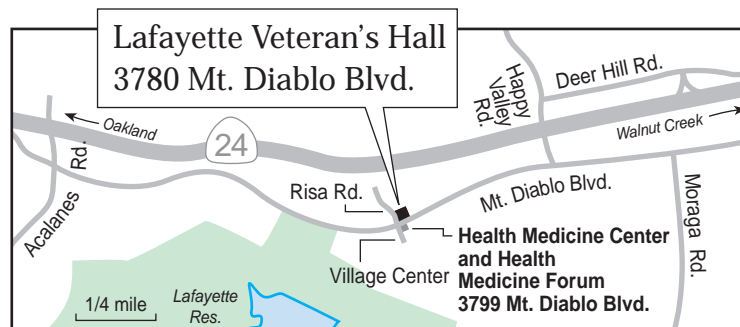 Lafayette Veteran's Hall
3780 Mt. Diablo Blvd.
Happy
Valley
Rd.
Deer Hill Rd.
Oakland
24
Walnut Creek
Acalanes Rd.
Risa Rd.
Mt. Diablo Blvd.
Moraga Rd.
Village Center
Health Medicine Center
and Health
Medicine Forum
3799 Mt. Diablo Blvd.
1/4 mile
Lafayette
Res.